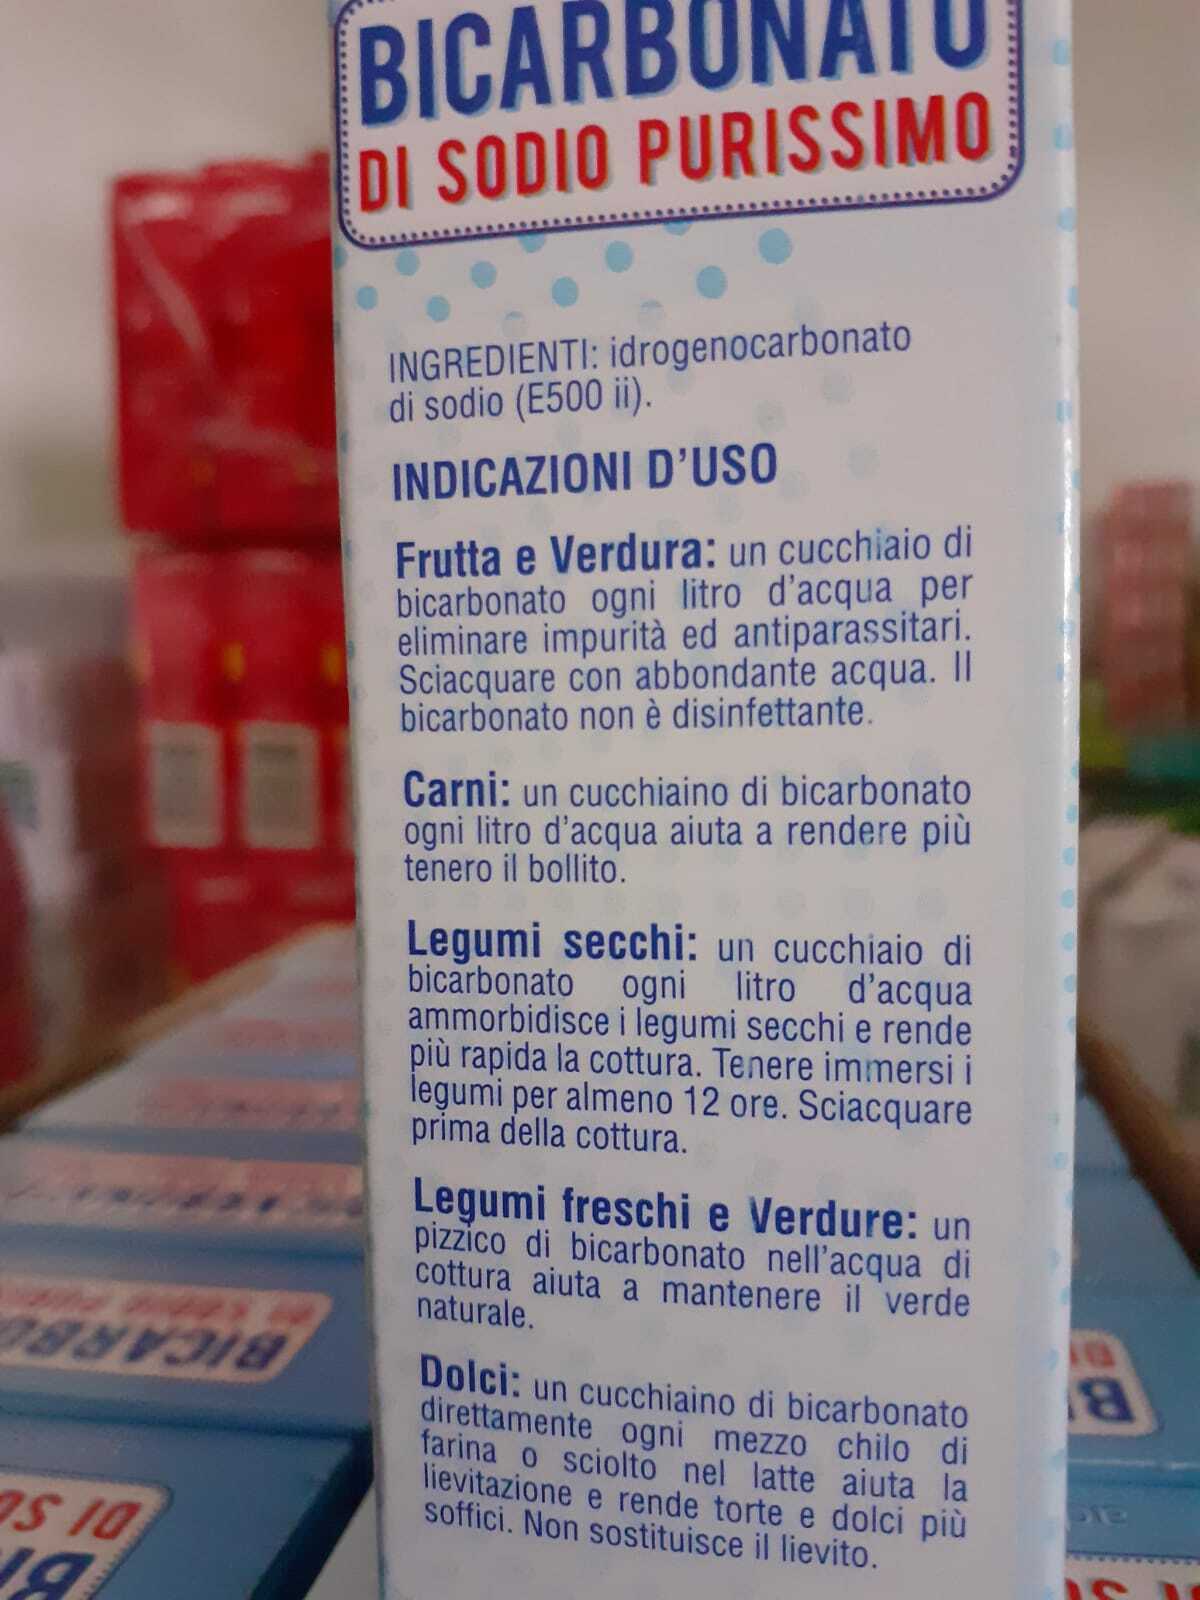 BICARBONATO
DI SODIO PURISSIMO
INGREDIENTI: idrogenocarbonato
di sodio (E500 ii).
INDICAZIONI D'USO
Frutta e Verdura: un cucchiaio di
bicarbonato ogni litro d'acqua per
eliminare impurità ed antiparassitari.
Sciacquare con abbondante acqua. Il
bicarbonato non è disinfettante.
Carni: un cucchiaino di bicarbonato
ogni litro d'acqua aiuta a rendere più
tenero il bollito.
Legumi secchi: un cucchiaio di
bicarbonato ogni litro d'acqua
ammorbidisce i legumi secchi e rende
più rapida la cottura. Tenere immersi i
legumi per almeno 12 ore. Sciacquare
prima della cottura.
Legumi freschi e Verdure: un
pizzico di bicarbonato nell'acqua di
cottura aiuta a mantenere il verde
naturale.
Dolci: un cucchiaino di bicarbonato
direttamente ogni mezzo chilo di
farina o sciolto nel latte aiuta la
lievitazione e rende torte e dolci più
soffici. Non sostituisce il lievito.